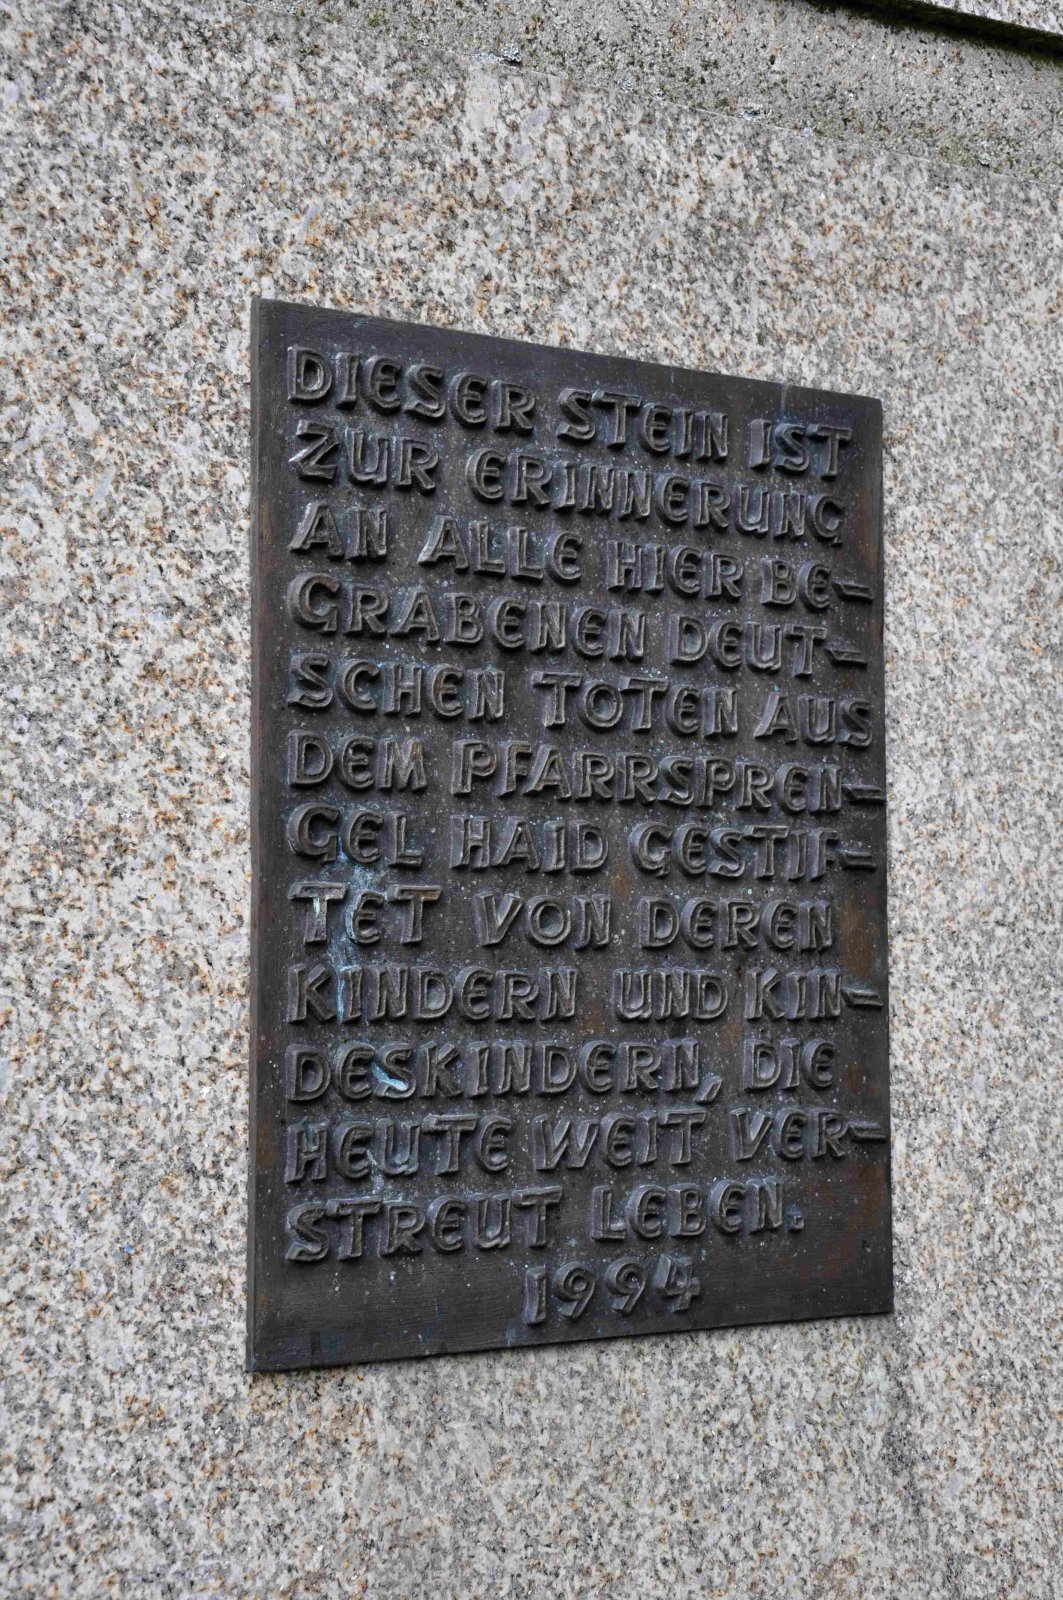 DIESER STEIN IST
ZUR ERINNERUNG
AN ALLE HIER BE-
GRABENEN DEUT-
SCHEN TOTEN AUS
DEM PFARRSPREN-
GEL HAID GESTIF-
TET VON DEREN
KINDERN UND KIN-
DESKINDERN, DIE
HEUTE WEIT VER-
STREUT LEBEN.
1994